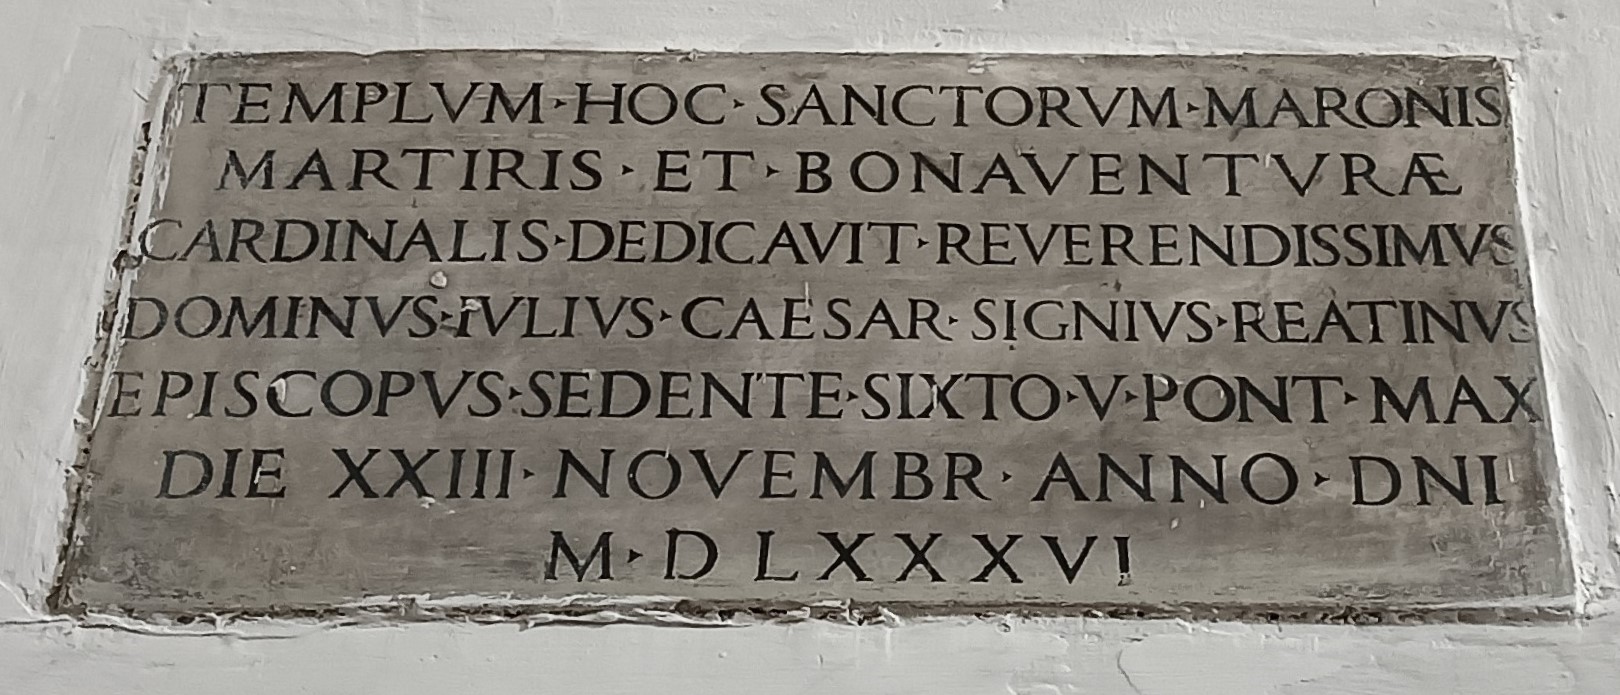 TEMPLVM·HOC·SANCTORVM·MARONIS
MARTIRIS·ET·BONAVENTVRÆ
CARDINALIS·DEDICAVIT·REVERENDISSIMVS
DOMINVS·IVLIVS·CAESAR·SIGNIVS·REATINVS
EPISCOPVS·SEDENTE·SIXTO·V·PONT·MAX
DIE XXIII·NOVEMBR·ANNO·DNI
M·DLXXXVI